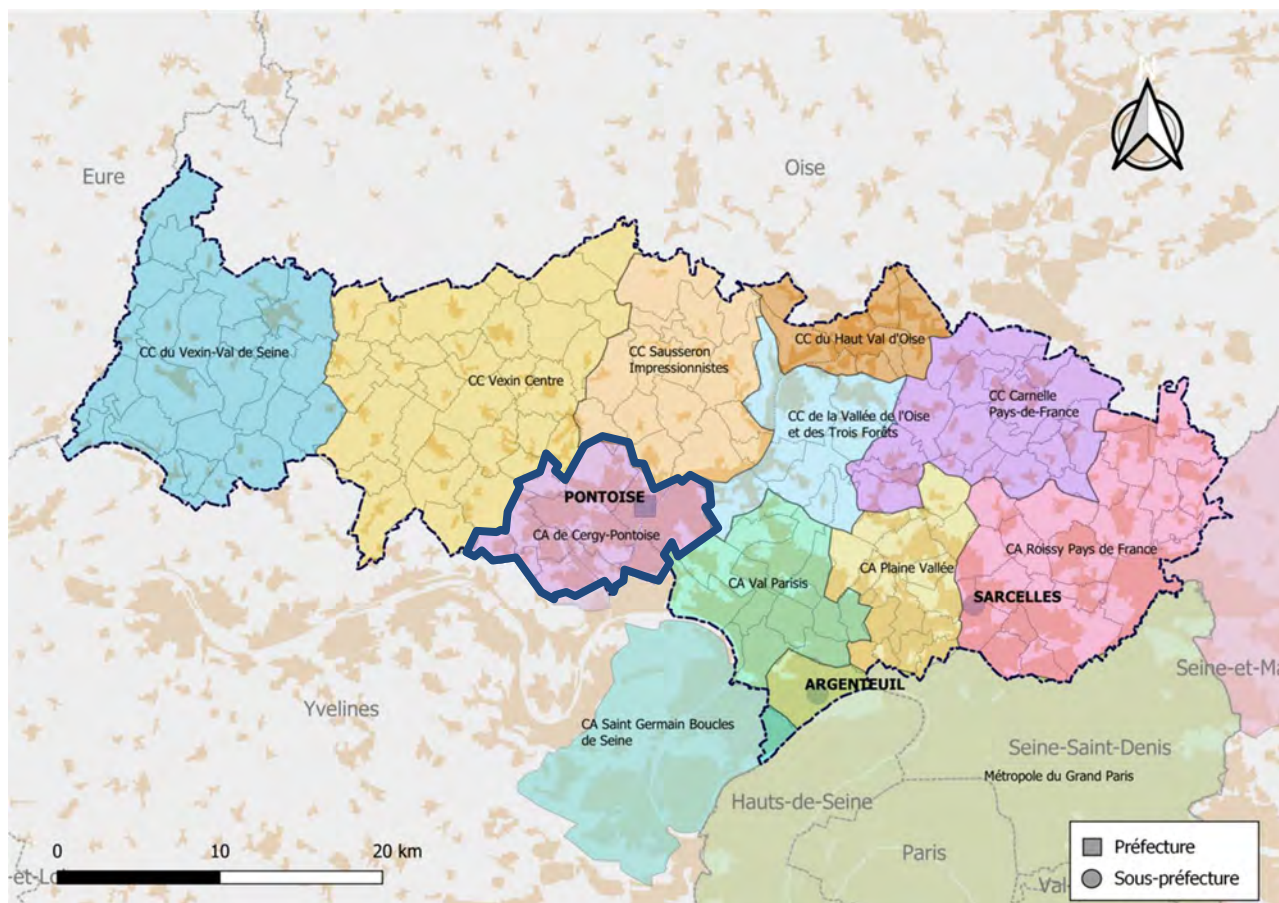 N
Eure
Oise
CC du Vexin-Val de Seine
CC Vexin Centre
CC Sausseron
Impressionnistes
CC du Haut Val d'Oise
CC de la Vallée de l'Oise
et des Trois Forêts
CC Carnelle
Pays-de-France
PONTOISE
CA de Cergy-Pontoise
CA Val Parisis
CA Plaine Vallée
CA Roissy Pays de France
SARCELLES
ARGENTEUIL
Seine-et-Ma
Yvelines
CA Saint Germain Boucles
de Seine
Seine-Saint-Denis
Métropole du Grand Paris
Hauts-de-Seine
Paris
Val-
-et-Lo
0 10 20 km
Préfecture
Sous-préfecture